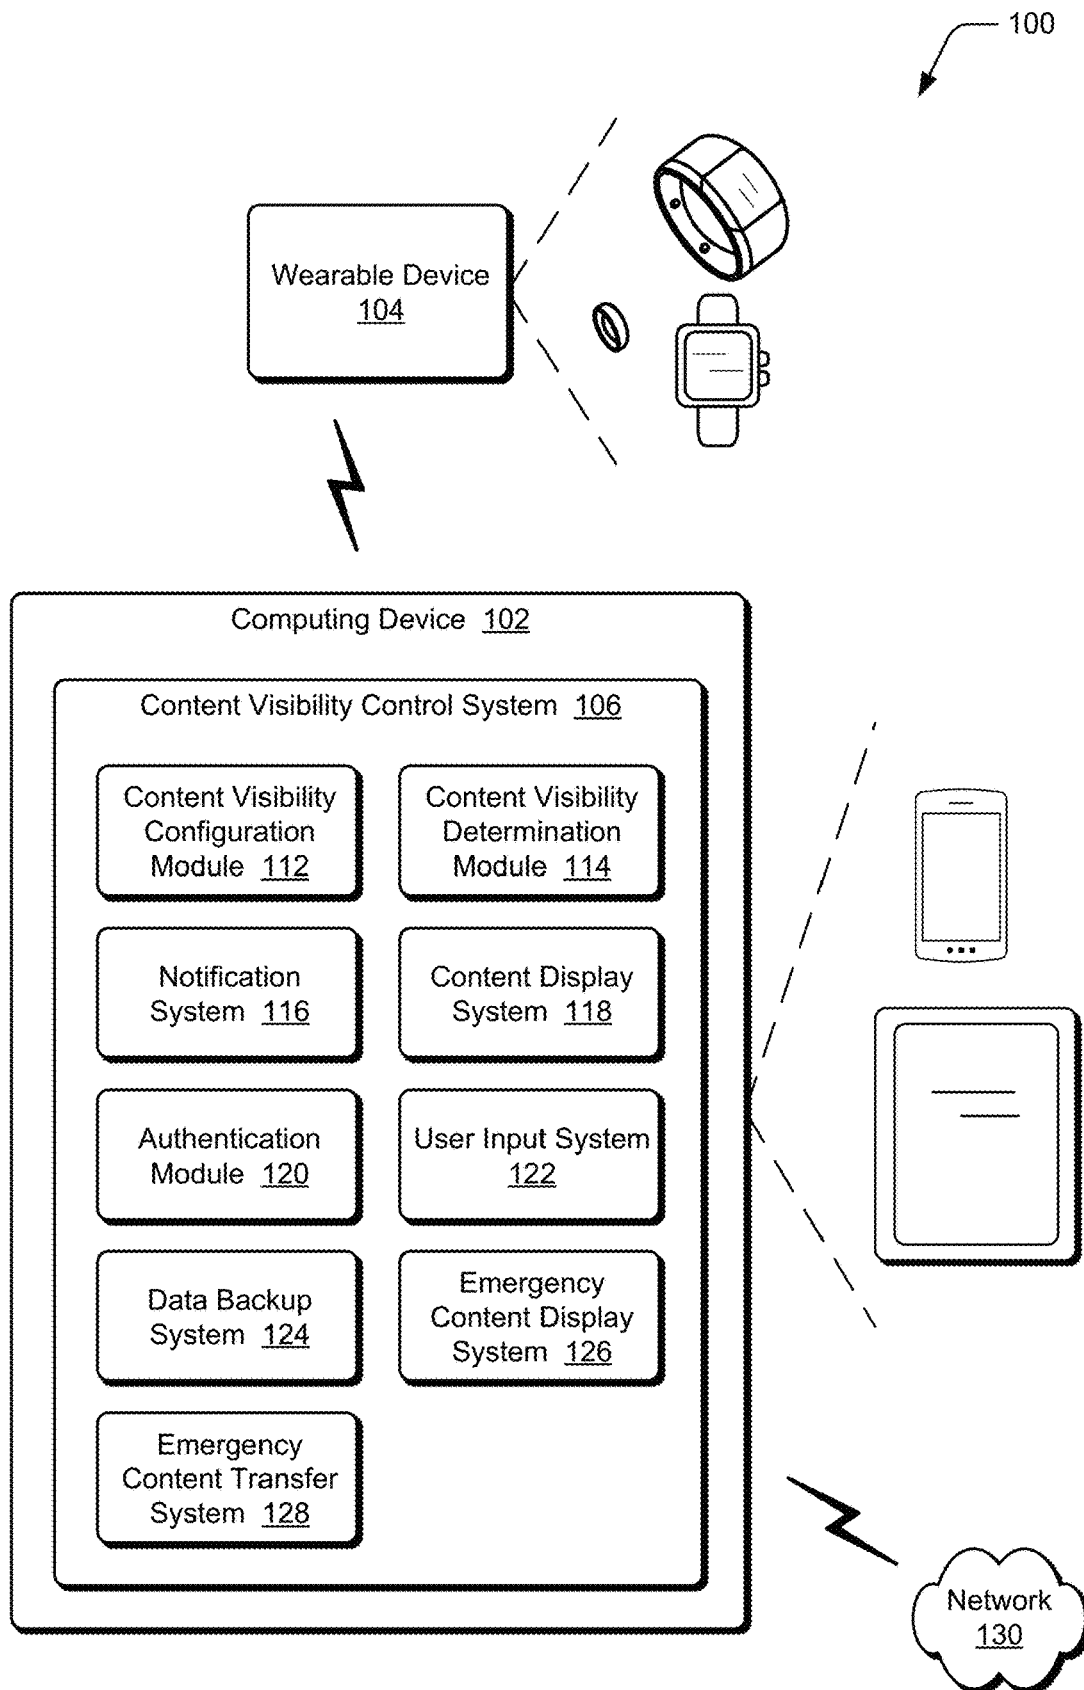 100
Wearable Device
104
Computing Device 102
Content Visibility Control System 106
Content Visibility
Configuration
Module 112
Content Visibility
Determination
Module 114
Notification
System 116
Content Display
System 118
Authentication
Module 120
User Input System
122
Data Backup
System 124
Emergency
Content Display
System 126
Emergency
Content Transfer
System 128
Network
130